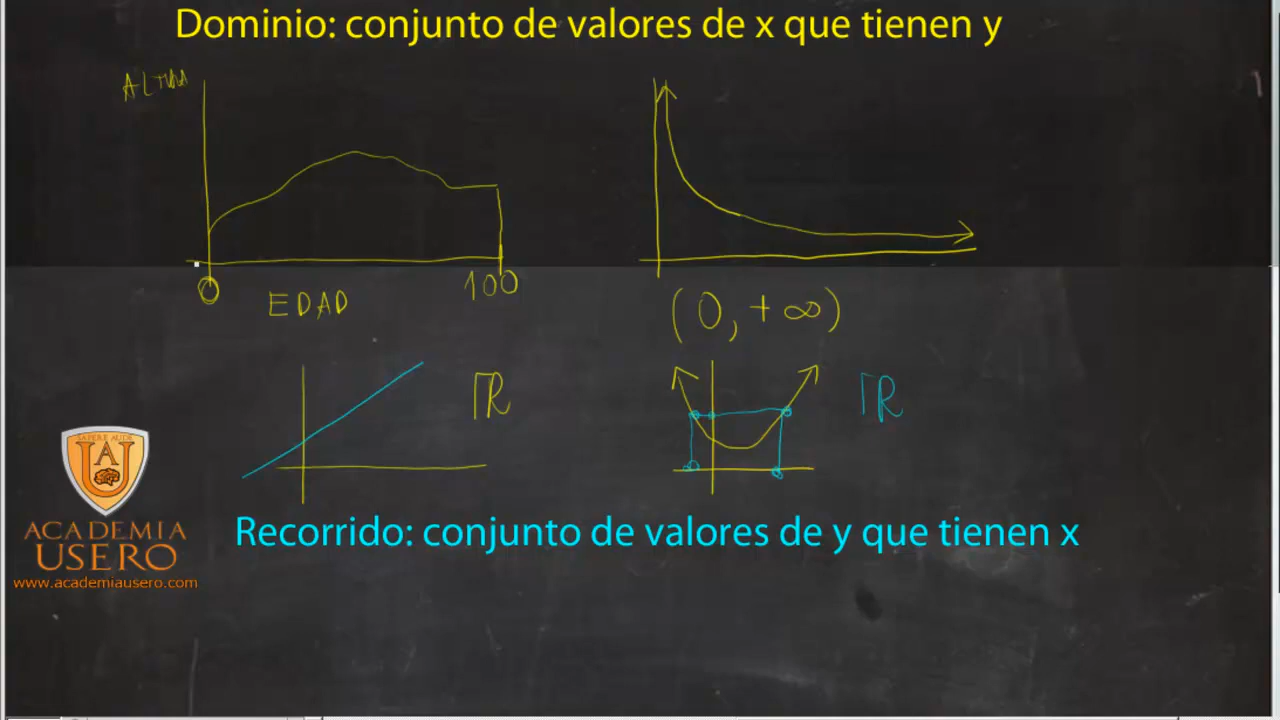 Dominio: conjunto de valores de x que tienen y
ALTURA
0
100
EDAD
(0, +∞)
ℝ
ℝ
SAPERE AUDE
UA
ACADEMIA
USERO
www.academiausero.com
Recorrido: conjunto de valores de y que tienen x